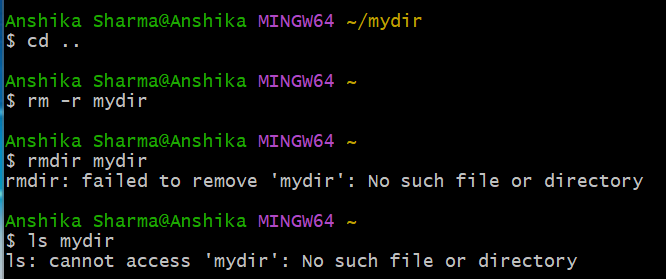 Anshika Sharma@Anshika MINGW64 ~/mydir
$ cd ..
Anshika Sharma@Anshika MINGW64 ~
$ rm -r mydir
Anshika Sharma@Anshika MINGW64 ~
$ rmdir mydir
rmdir: failed to remove 'mydir': No such file or directory
Anshika Sharma@Anshika MINGW64 ~
$ ls mydir
ls: cannot access 'mydir': No such file or directory